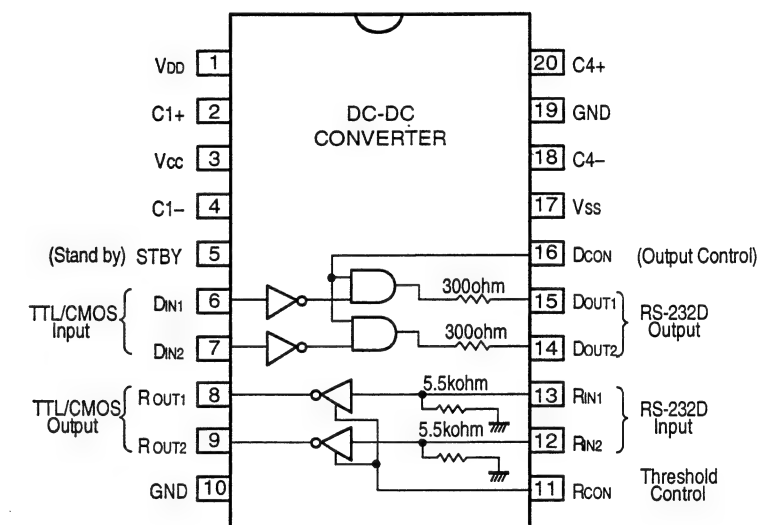 VDD 1
C1+ 2
VCC 3
C1– 4
(Stand by) STBY 5
TTL/CMOS
Input
DIN1 6
DIN2 7
TTL/CMOS
Output
ROUT1 8
ROUT2 9
GND 10
DC-DC
CONVERTER
300ohm
300ohm
5.5kohm
5.5kohm
20 C4+
19 GND
18 C4–
17 VSS
16 DCON (Output Control)
15 DOUT1
14 DOUT2
RS-232D
Output
13 RIN1
12 RIN2
RS-232D
Input
11 RCON
Threshold
Control